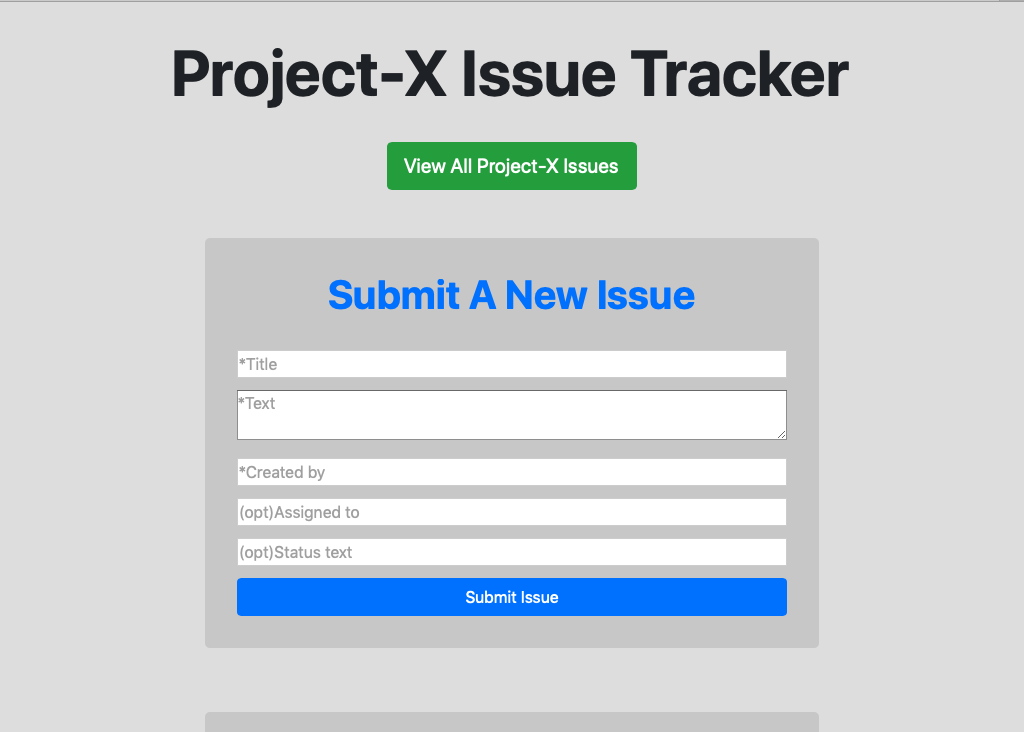 Project-X Issue Tracker
View All Project-X Issues
Submit A New Issue
*Title
*Text
*Created by
(opt)Assigned to
(opt)Status text
Submit Issue